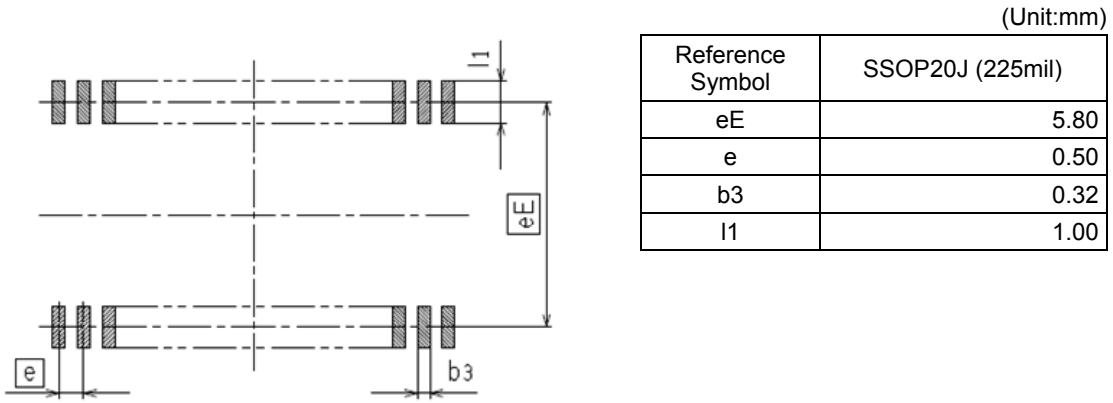 (Unit:mm)
Reference Symbol SSOP20J (225mil)
eE 5.80
e 0.50
b3 0.32
l1 1.00
l1
eE
e
b3